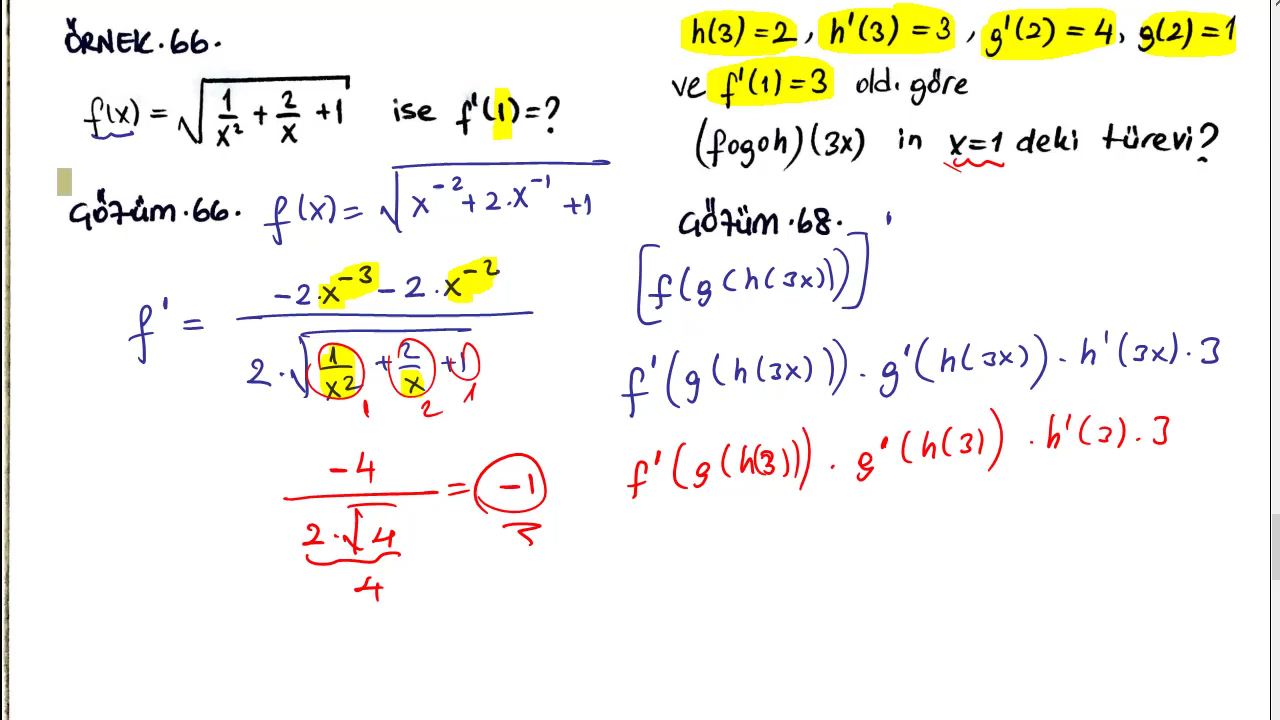 ÖRNEK.66.
f(x) = √(1/x² + 2/x + 1) ise f'(1)=?
ÇÖZÜM.66. f(x) = √(x⁻² + 2.x⁻¹ + 1)
f' = (-2.x⁻³ - 2.x⁻²) / (2.√(1/x² + 2/x + 1))
1 2 1
-4 / (2.√4) = -1
4
h(3)=2, h'(3)=3, g'(2)=4, g(2)=1
ve f'(1)=3 old. göre
(fogoh)(3x) in x=1 deki türevi?
ÇÖZÜM.68.
[f(g(h(3x)))]'
f'(g(h(3x))).g'(h(3x)).h'(3x).3
f'(g(h(3))).g'(h(3)).h'(3).3